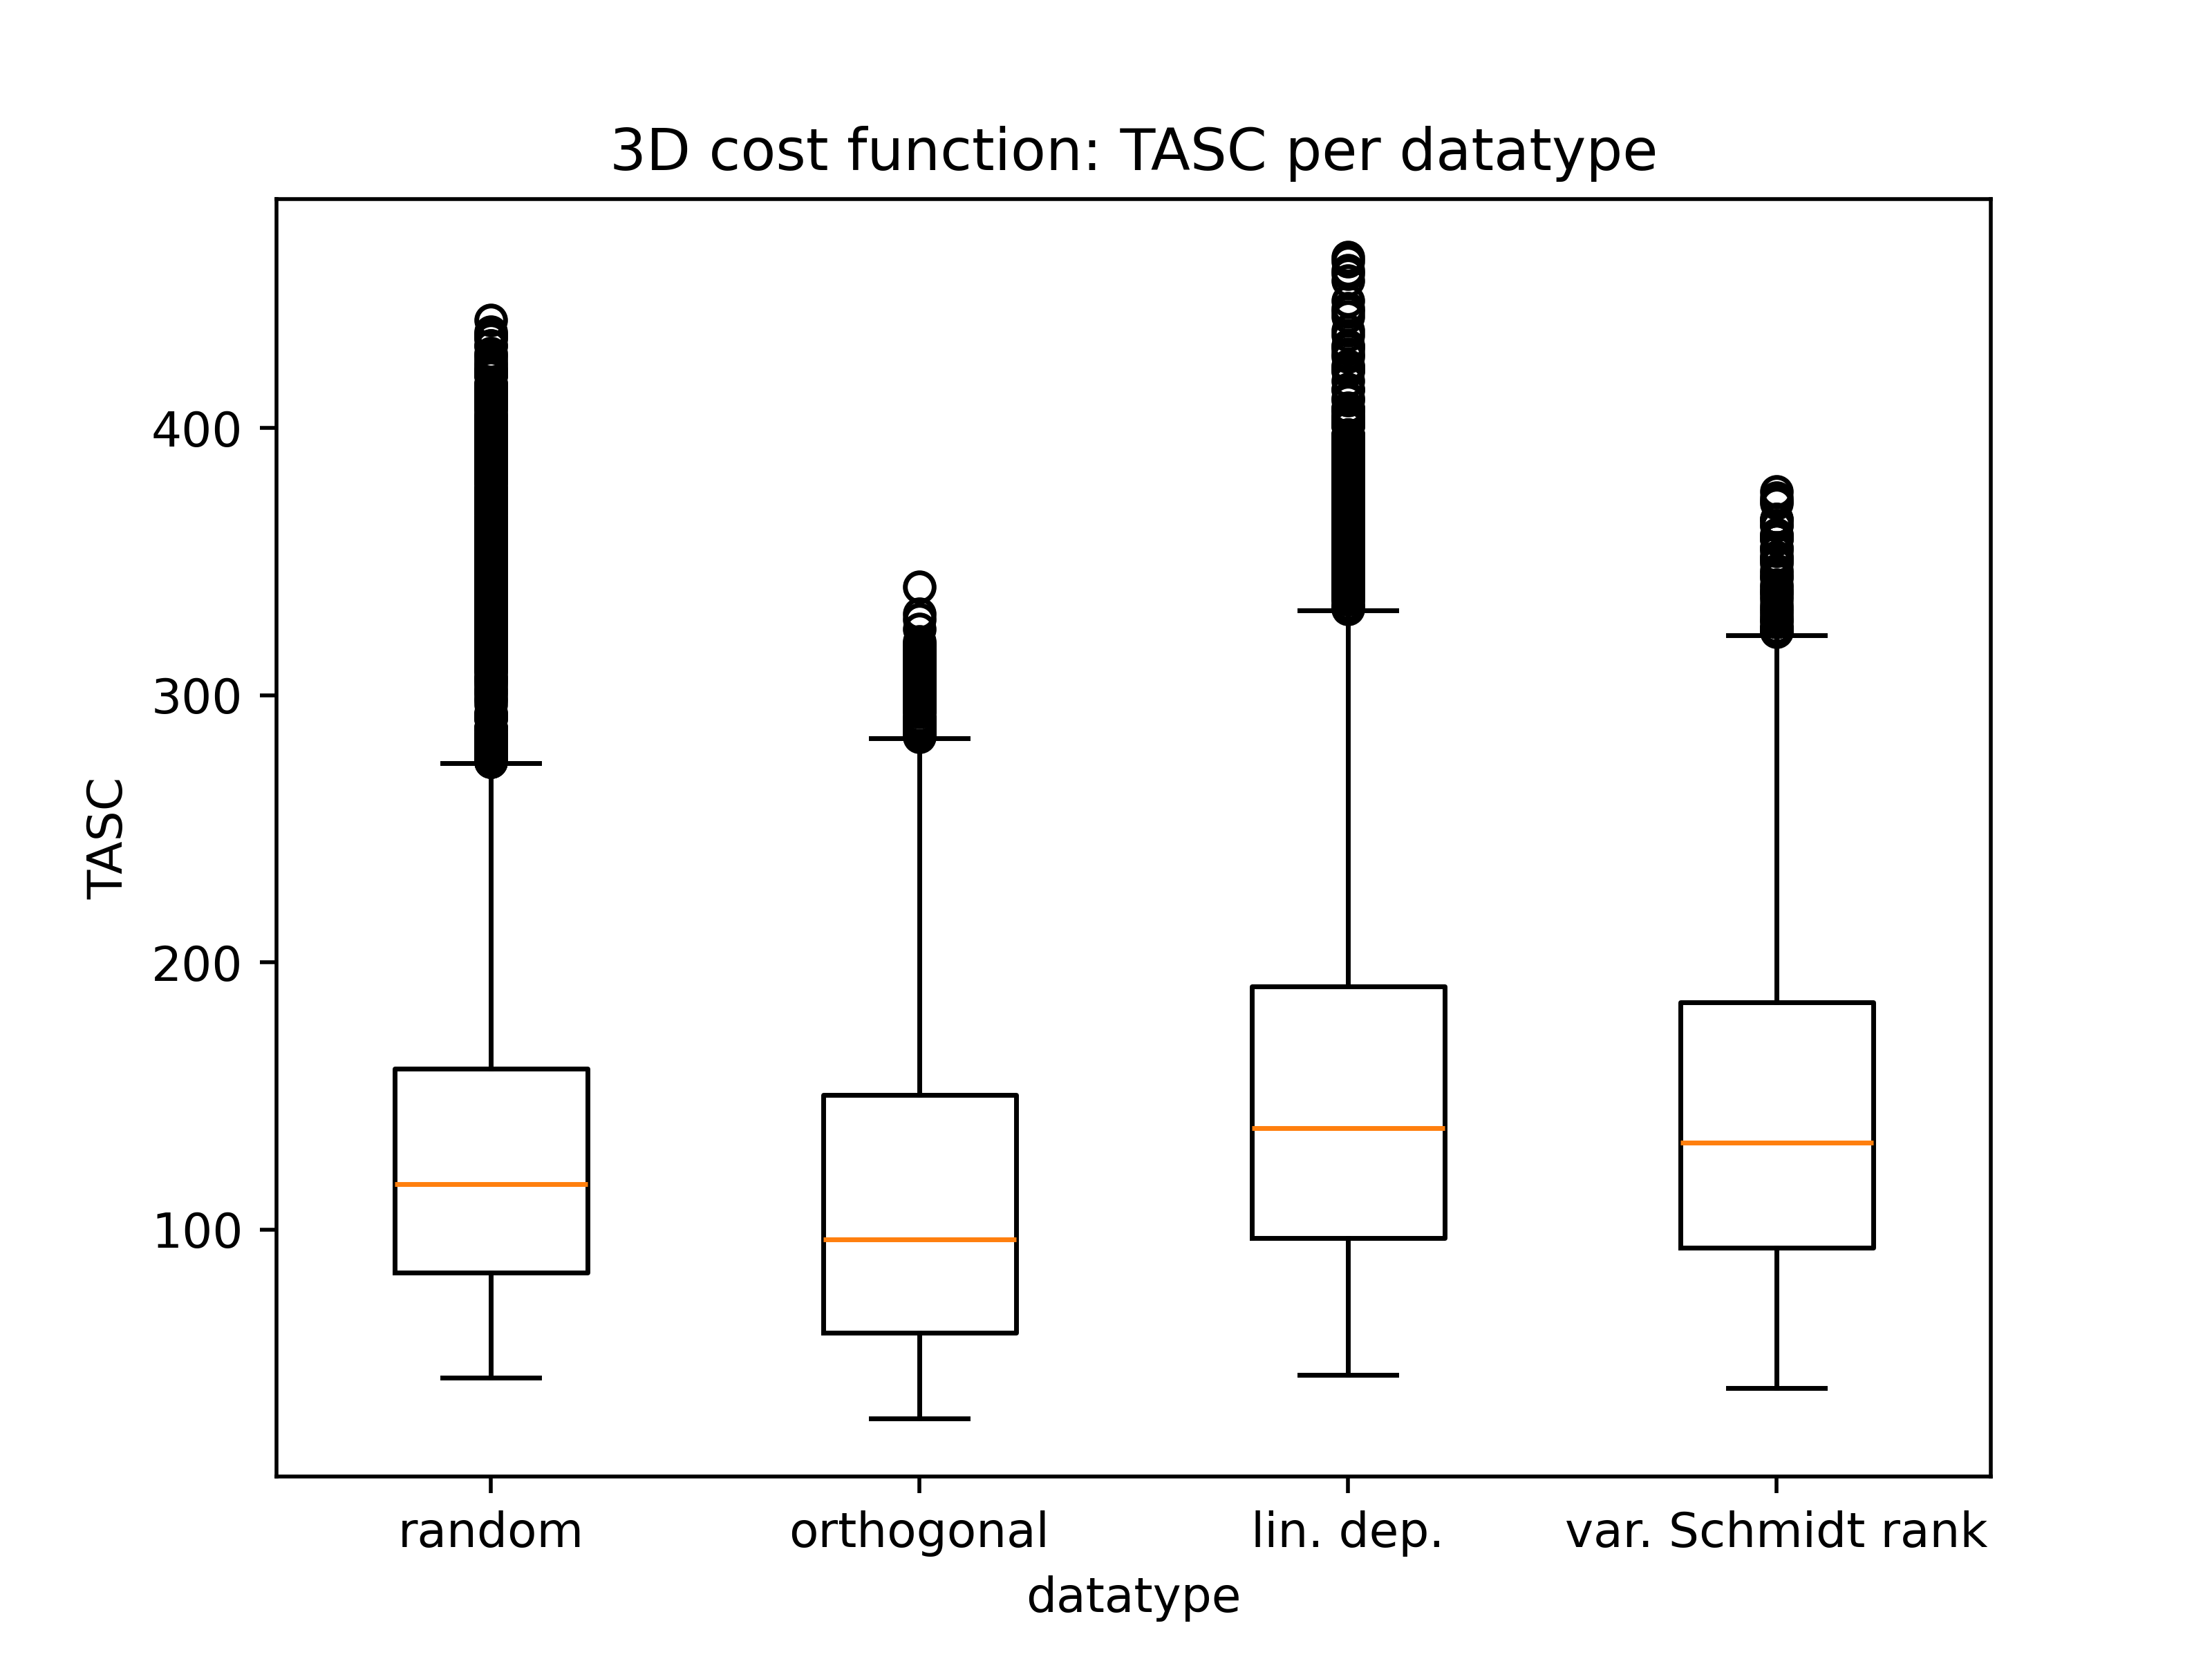 3D cost function: TASC per datatype
TASC
400
300
200
100
random
orthogonal
lin. dep.
var. Schmidt rank
datatype